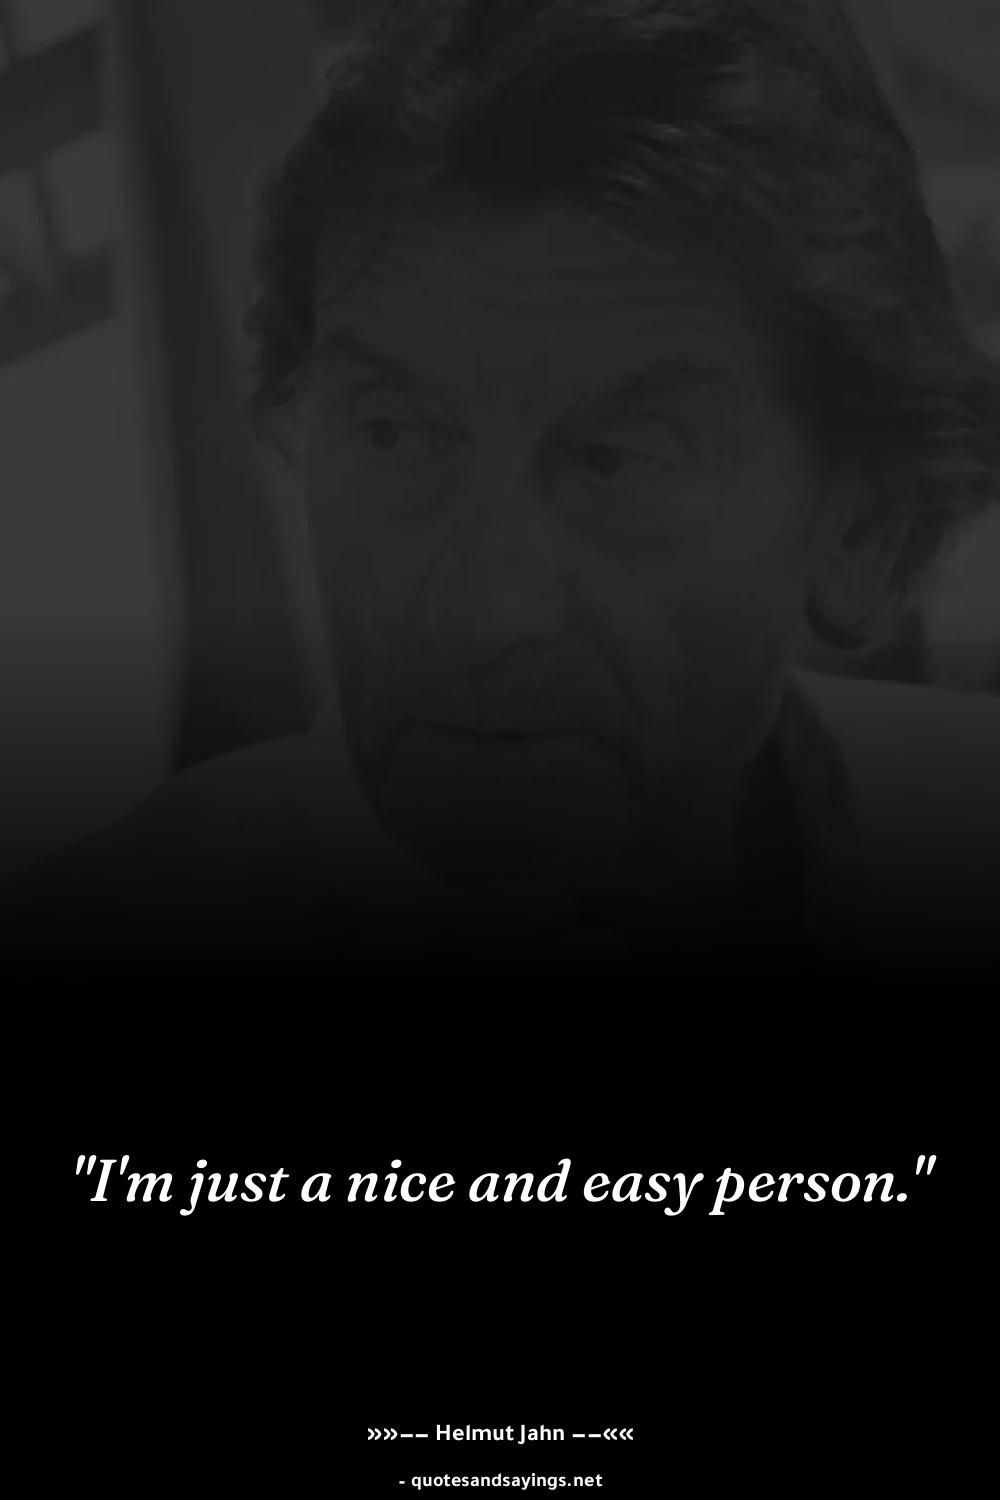 "I'm just a nice and easy person."
»»–– Helmut Jahn ––««
- quotesandsayings.net